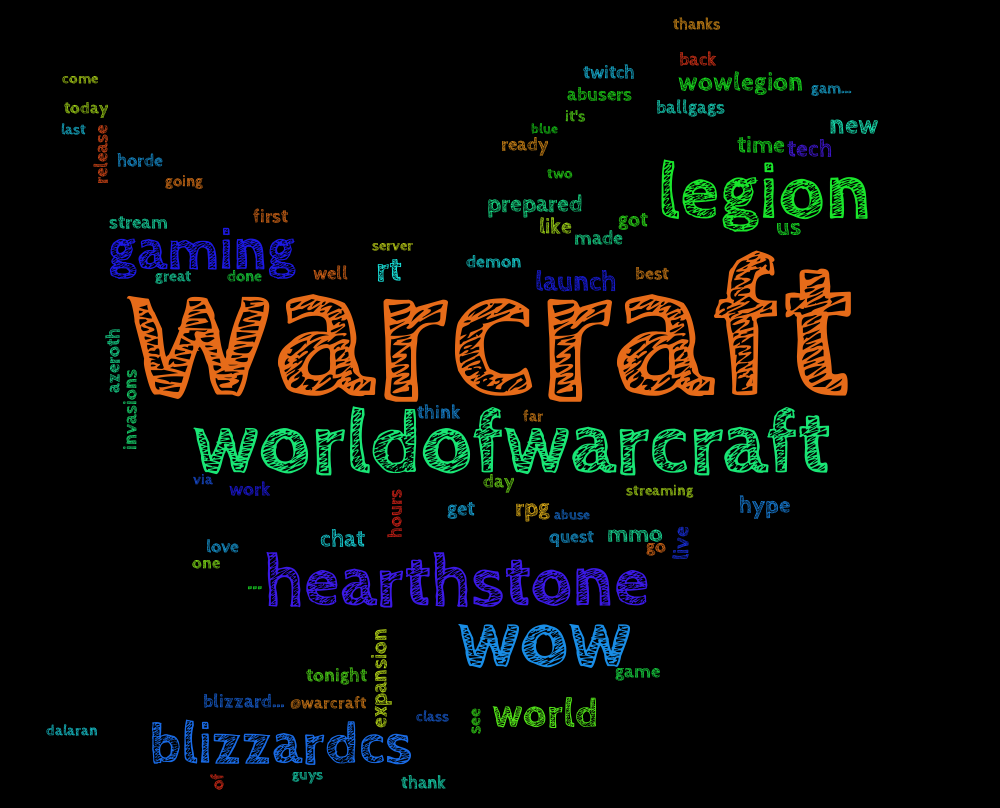 thanks
back
twitch
come
wowlegion
gam...
abusers
today
ballgags
it's
new
last
blue
release
ready
time
tech
horde
two
going
legion
prepared
first
stream
like
got
us
made
gaming
server
demon
great
done
well
rt
launch
best
warcraft
azeroth
invasions
think
far
worldofwarcraft
via
work
day
streaming
hours
get
rpg
abuse
hype
chat
quest
mmo
go
live
love
one
...
hearthstone
wow
expansion
tonight
game
blizzard...
@warcraft
class
see
world
dalaran
blizzardcs
of
guys
thank